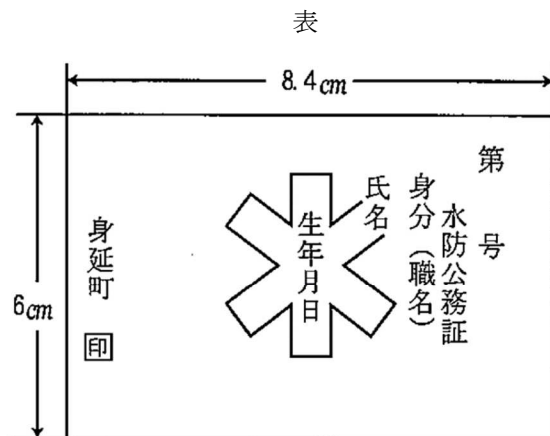 表
8.4cm
6cm
第　号
水防公務証
身分（職名）
氏名
生年月日
身延町　印